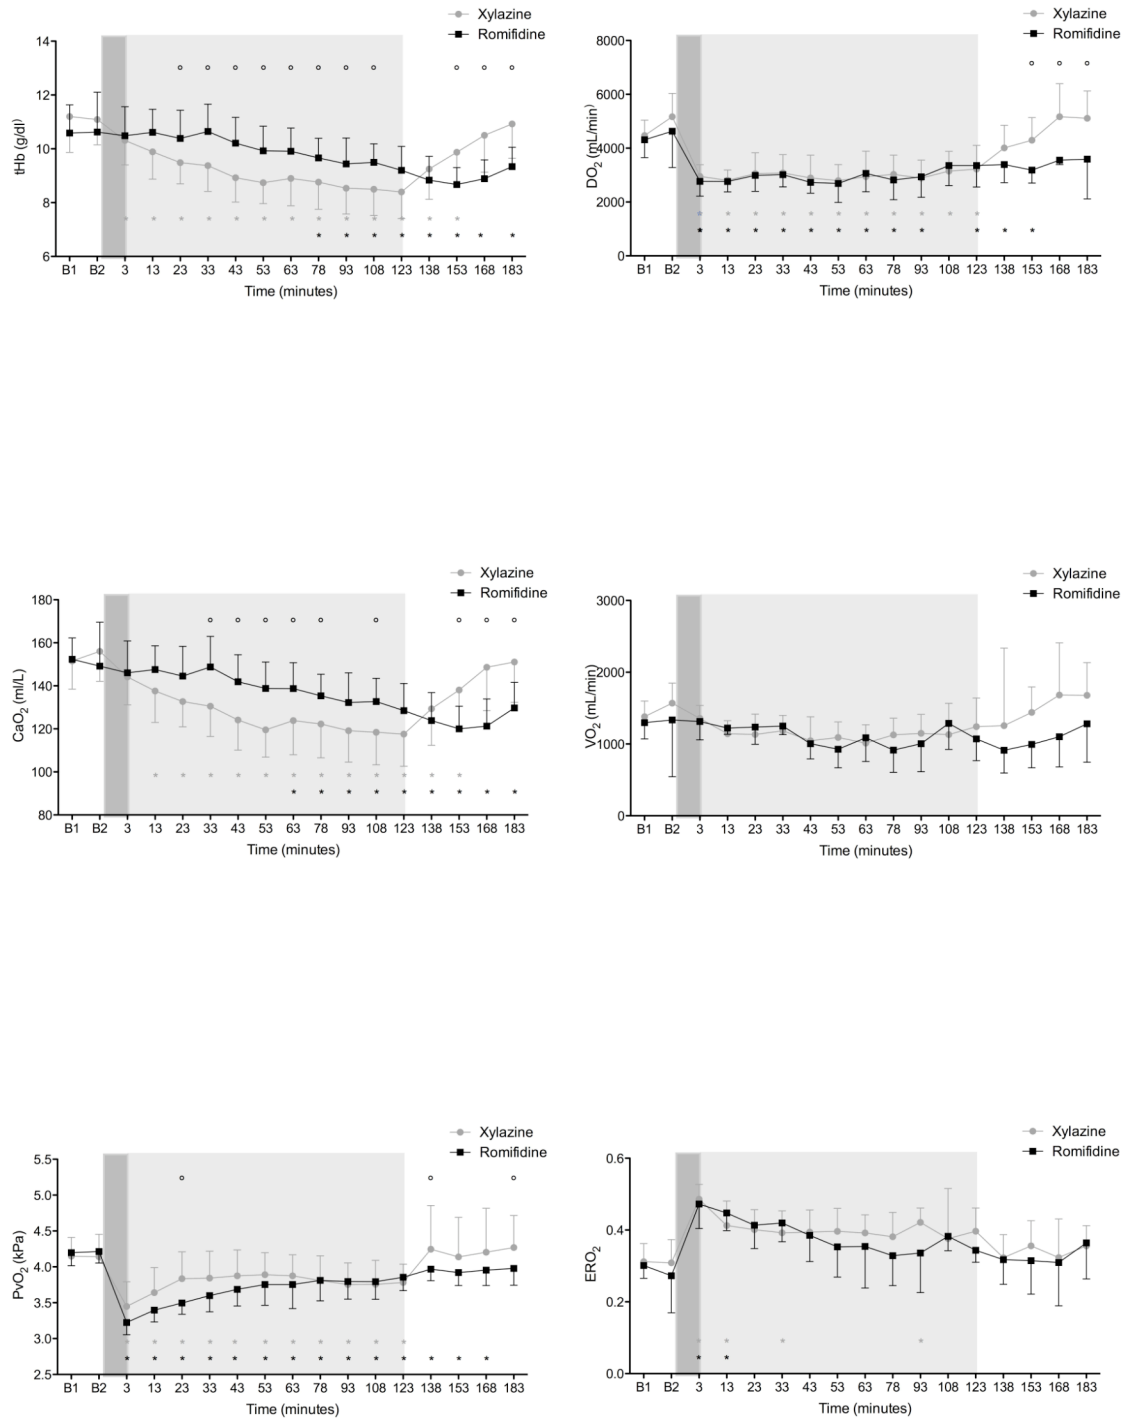 Xylazine
Romifidine
tHb (g/dl)
14
12
10
8
6
B1 B2 3 13 23 33 43 53 63 78 93 108 123 138 153 168 183
Time (minutes)
Xylazine
Romifidine
DO2 (mL/min)
8000
6000
4000
2000
0
B1 B2 3 13 23 33 43 53 63 78 93 108 123 138 153 168 183
Time (minutes)
Xylazine
Romifidine
CaO2 (ml/L)
180
160
140
120
100
80
B1 B2 3 13 23 33 43 53 63 78 93 108 123 138 153 168 183
Time (minutes)
Xylazine
Romifidine
VO2 (mL/min)
3000
2000
1000
0
B1 B2 3 13 23 33 43 53 63 78 93 108 123 138 153 168 183
Time (minutes)
Xylazine
Romifidine
PvO2 (kPa)
5.5
5.0
4.5
4.0
3.5
3.0
2.5
B1 B2 3 13 23 33 43 53 63 78 93 108 123 138 153 168 183
Time (minutes)
Xylazine
Romifidine
ERO2
0.6
0.4
0.2
0.0
B1 B2 3 13 23 33 43 53 63 78 93 108 123 138 153 168 183
Time (minutes)